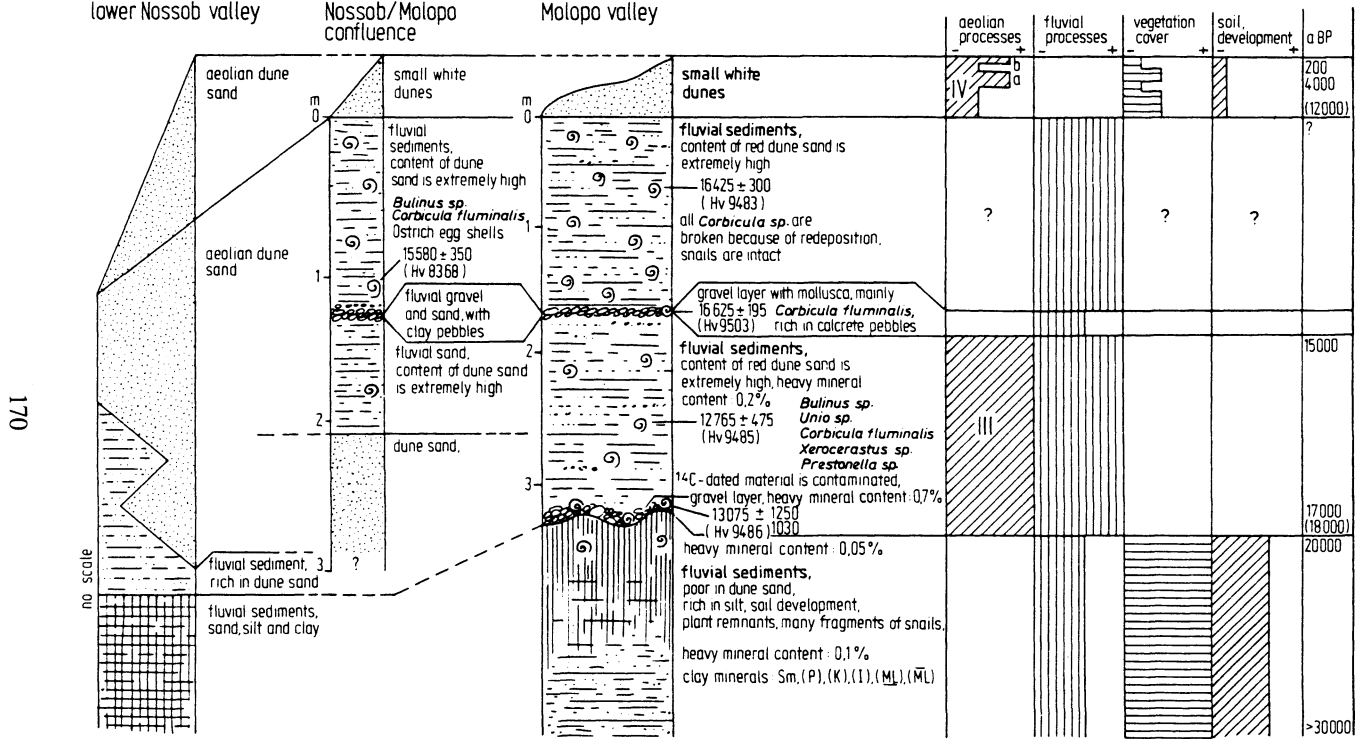 lower Nossob valley
Nossob/Molopo
confluence
Molopo valley
aeolian
processes
- +
fluvial
processes
- +
vegetation
cover
- +
soil,
development
- +
a BP
aeolian dune
sand
small white
dunes
m
0
m
0
small white
dunes
IV
b
a
200
4000
(12000)
?
fluvial
sediments,
content of dune
sand is extremely high
Bulinus sp.
Corbicula fluminalis
Ostrich egg shells
15580 ± 350
(Hv 8368)
aeolian dune
sand
1
fluvial gravel
and sand, with
clay pebbles
fluvial sand,
content of dune sand
is extremely high
2
dune sand,
3
?
fluvial sediment,
rich in dune sand
no scale
fluvial sediments,
sand, silt and clay
1
2
3
fluvial sediments,
content of red dune sand is
extremely high
16425 ± 300
(Hv 9483)
all Corbicula sp. are
broken because of redeposition,
snails are intact
gravel layer with mollusca, mainly
16625 ± 195 Corbicula fluminalis,
(Hv9503) rich in calcrete pebbles
fluvial sediments,
content of red dune sand is
extremely high, heavy mineral
content 0,2%
Bulinus sp.
12765 ± 475
(Hv9485)
Unio sp.
Corbicula fluminalis
Xerocerastus sp.
Prestonella sp.
14C-dated material is contaminated,
gravel layer, heavy mineral content : 0,7%
13075 ± 1250
(Hv 9486) 1030
heavy mineral content : 0,05%
fluvial sediments,
poor in dune sand,
rich in silt, soil development,
plant remnants, many fragments of snails,
heavy mineral content : 0,1%
clay minerals : Sm,(P),(K),(I),(M̲L̲),(M̅L)
?
?
?
15000
III
17000
(18000)
20000
>30000
170